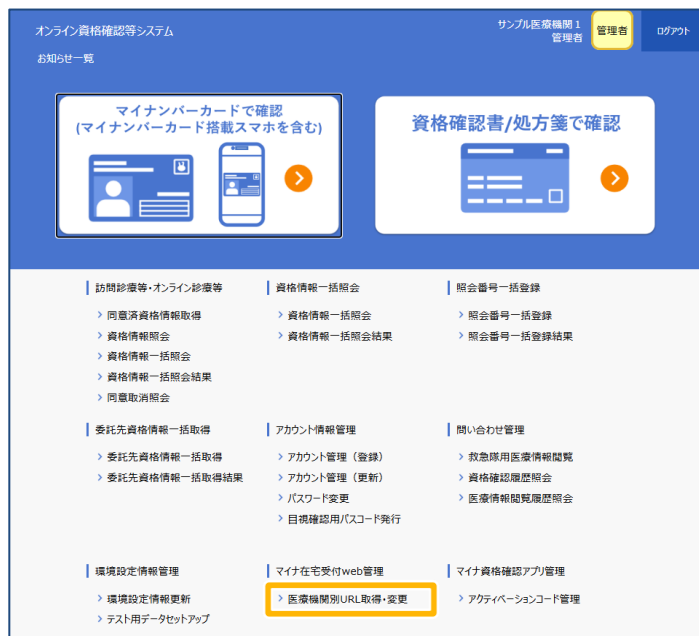 オンライン資格確認等システム
サンプル医療機関1
管理者
管理者
ログアウト
お知らせ一覧
マイナンバーカードで確認
(マイナンバーカード搭載スマホを含む)
資格確認書/処方箋で確認
訪問診療等・オンライン診療等
同意済資格情報取得
資格情報照会
資格情報一括照会
資格情報一括照会結果
同意取消照会
資格情報一括照会
資格情報一括照会
資格情報一括照会結果
照会番号一括登録
照会番号一括登録
照会番号一括登録結果
委託先資格情報一括取得
委託先資格情報一括取得
委託先資格情報一括取得結果
アカウント情報管理
アカウント管理（登録）
アカウント管理（更新）
パスワード変更
目視確認用パスコード発行
問い合わせ管理
救急隊用医療情報閲覧
資格確認履歴照会
医療情報閲覧履歴照会
環境設定情報管理
環境設定情報更新
テスト用データセットアップ
マイナ在宅受付web管理
医療機関別URL取得・変更
マイナ資格確認アプリ管理
アクティベーションコード管理